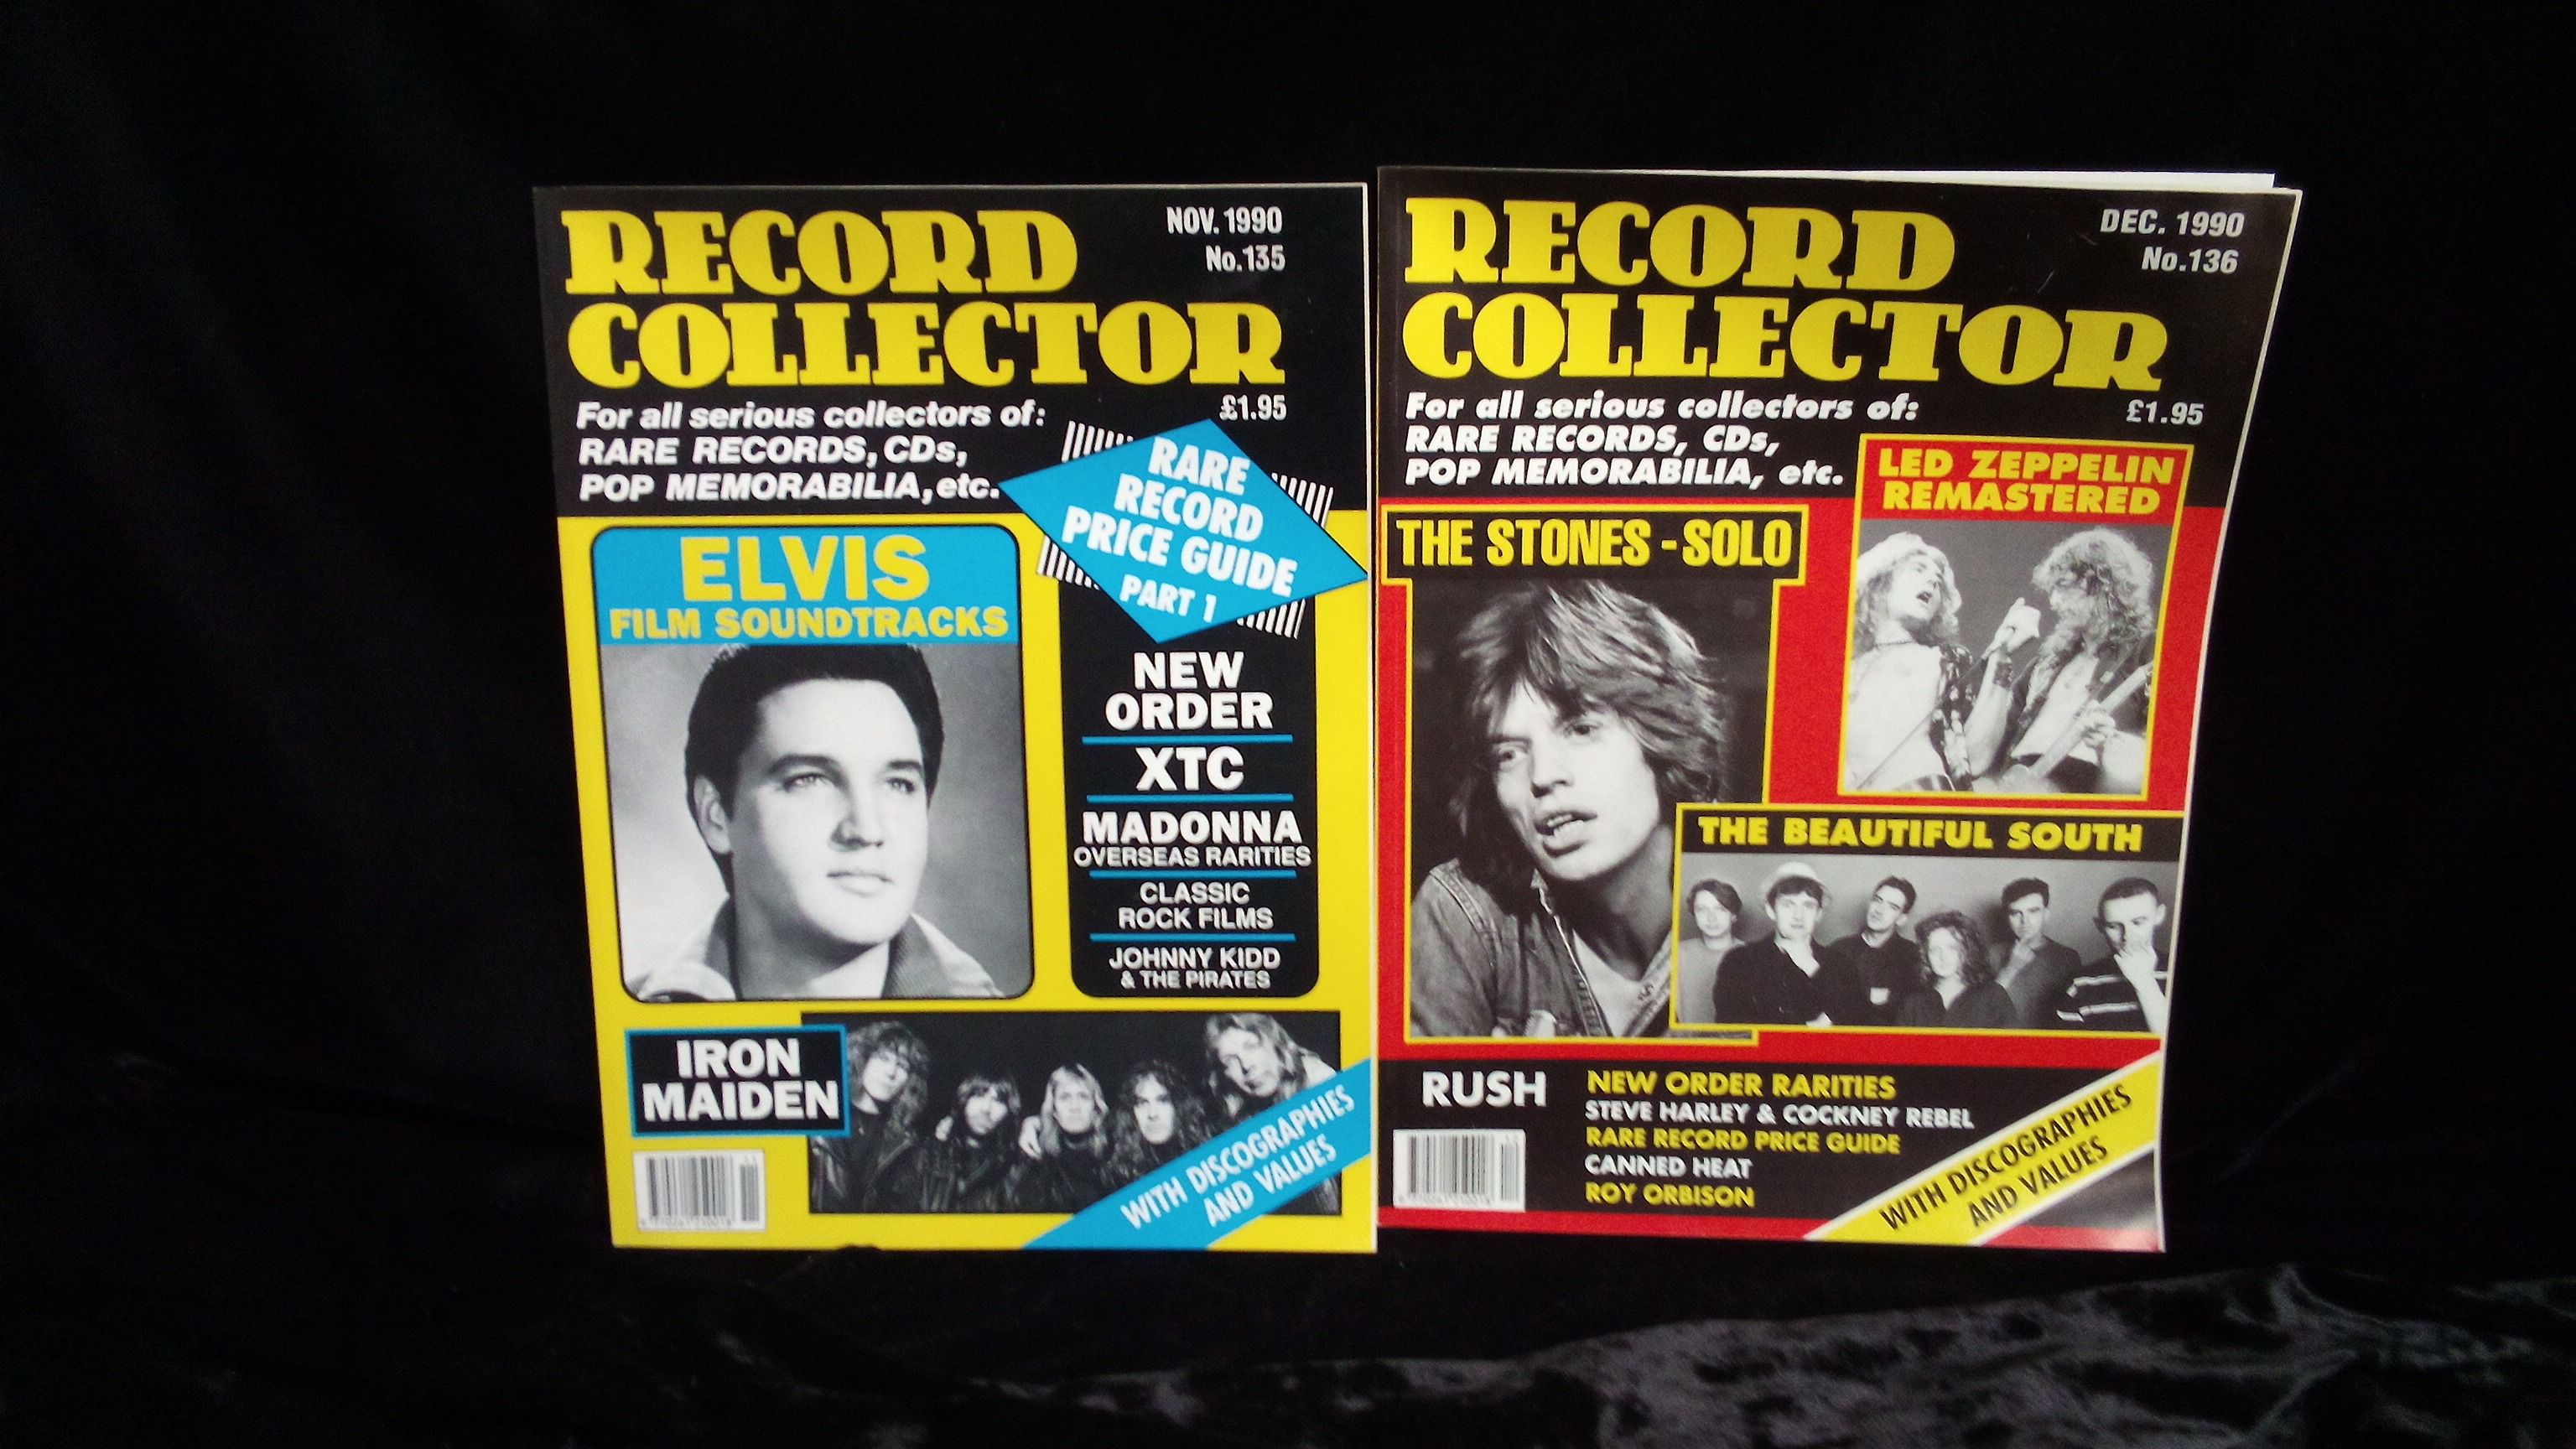 RECORD
COLLECTOR
NOV. 1990
No.135
£1.95
For all serious collectors of:
RARE RECORDS, CDs,
POP MEMORABILIA, etc.
RARE
RECORD
PRICE GUIDE
PART 1
ELVIS
FILM SOUNDTRACKS
NEW
ORDER
XTC
MADONNA
OVERSEAS RARITIES
CLASSIC
ROCK FILMS
JOHNNY KIDD
& THE PIRATES
IRON
MAIDEN
WITH DISCOGRAPHIES
AND VALUES
RECORD
COLLECTOR
DEC. 1990
No.136
£1.95
For all serious collectors of:
RARE RECORDS, CDs,
POP MEMORABILIA, etc.
LED ZEPPELIN
REMASTERED
THE STONES - SOLO
THE BEAUTIFUL SOUTH
RUSH
NEW ORDER RARITIES
STEVE HARLEY & COCKNEY REBEL
RARE RECORD PRICE GUIDE
CANNED HEAT
ROY ORBISON
WITH DISCOGRAPHIES
AND VALUES